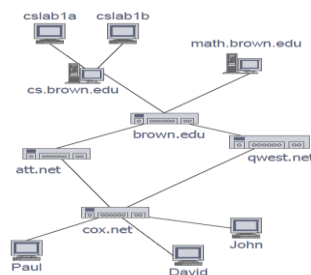 cslab1a cslab1b
math.brown.edu
cs.brown.edu
brown.edu
att.net
qwest.net
cox.net
John
Paul
David